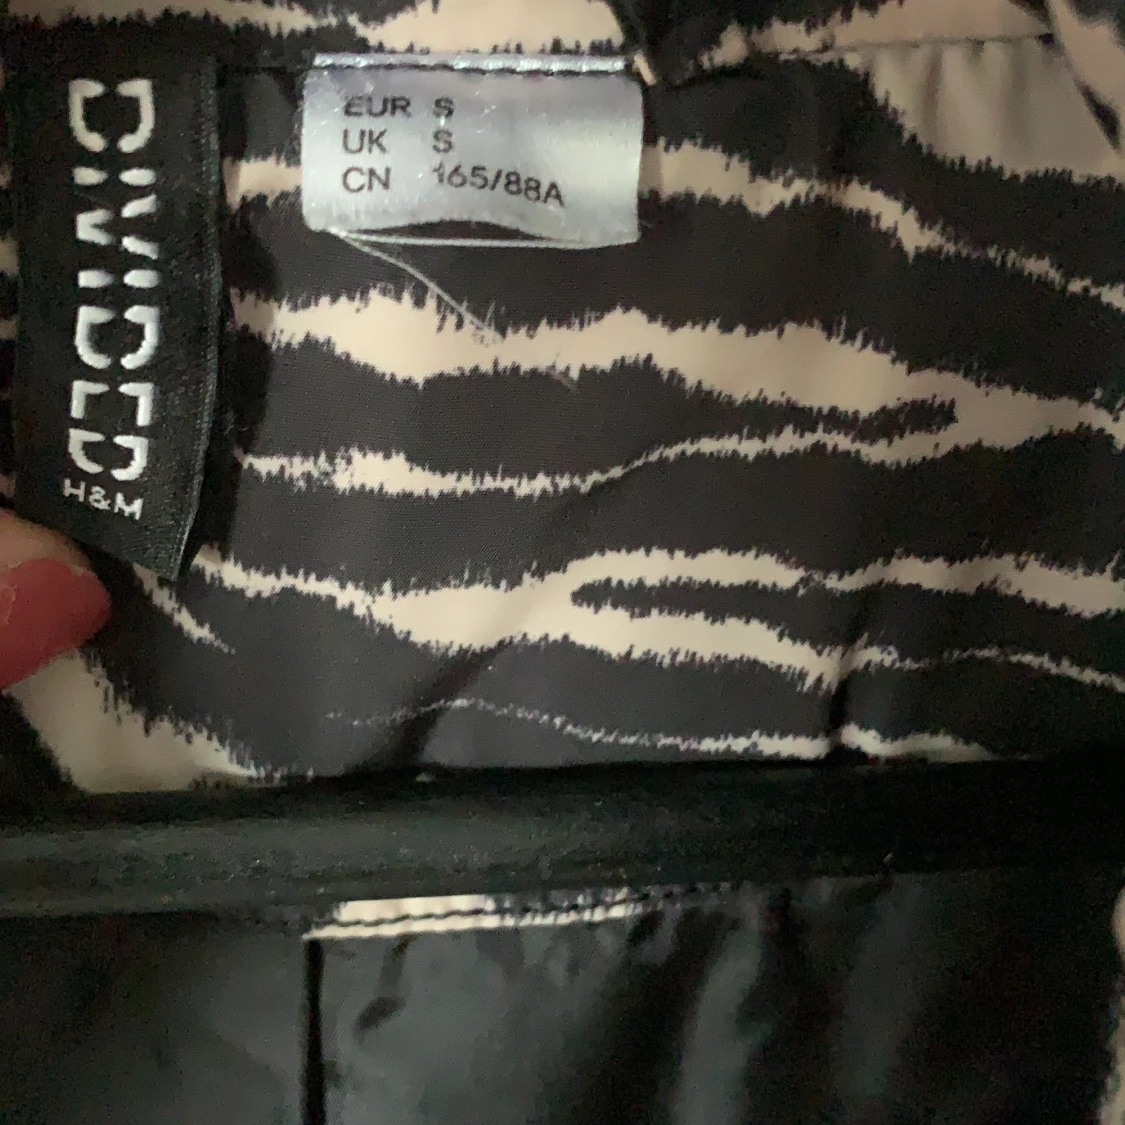 DIVIDED
H&M
EUR S
UK S
CN 165/88A